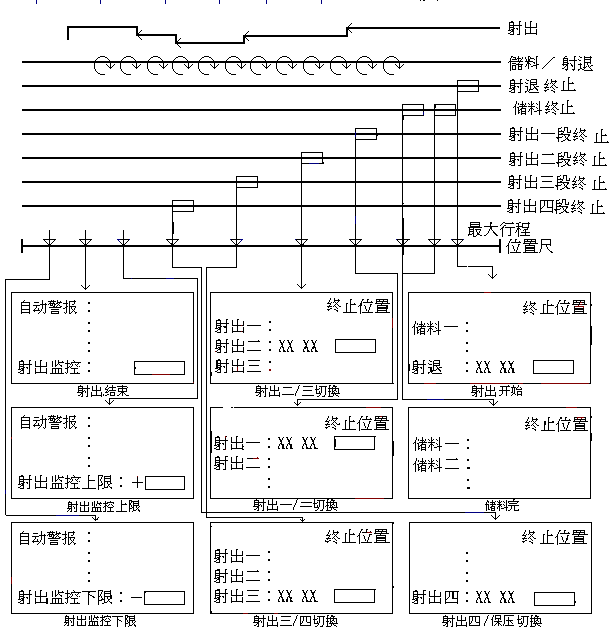 射出
儲料／射退
射退终止
储料终止
射出一段终止
射出二段终止
射出三段终止
射出四段终止
最大行程
位置尺
自动警报：
：
：
射出监控：
射出结束
终止位置
射出一：
射出二：XX XX
射出三：
射出二/三切換
终止位置
储料一：
：
射退：XX XX
射出开始
自动警报：
：
：
射出监控上限：+
射出监控上限
终止位置
射出一：XX XX
射出二：
：
射出一/二切換
终止位置
储料一：
储料二：
：
储料完
自动警报：
：
：
射出监控下限：-
射出监控下限
终止位置
射出一：
射出二：
射出三：XX XX
射出三/四切換
终止位置
：
：
射出四：XX XX
射出四/保压切換